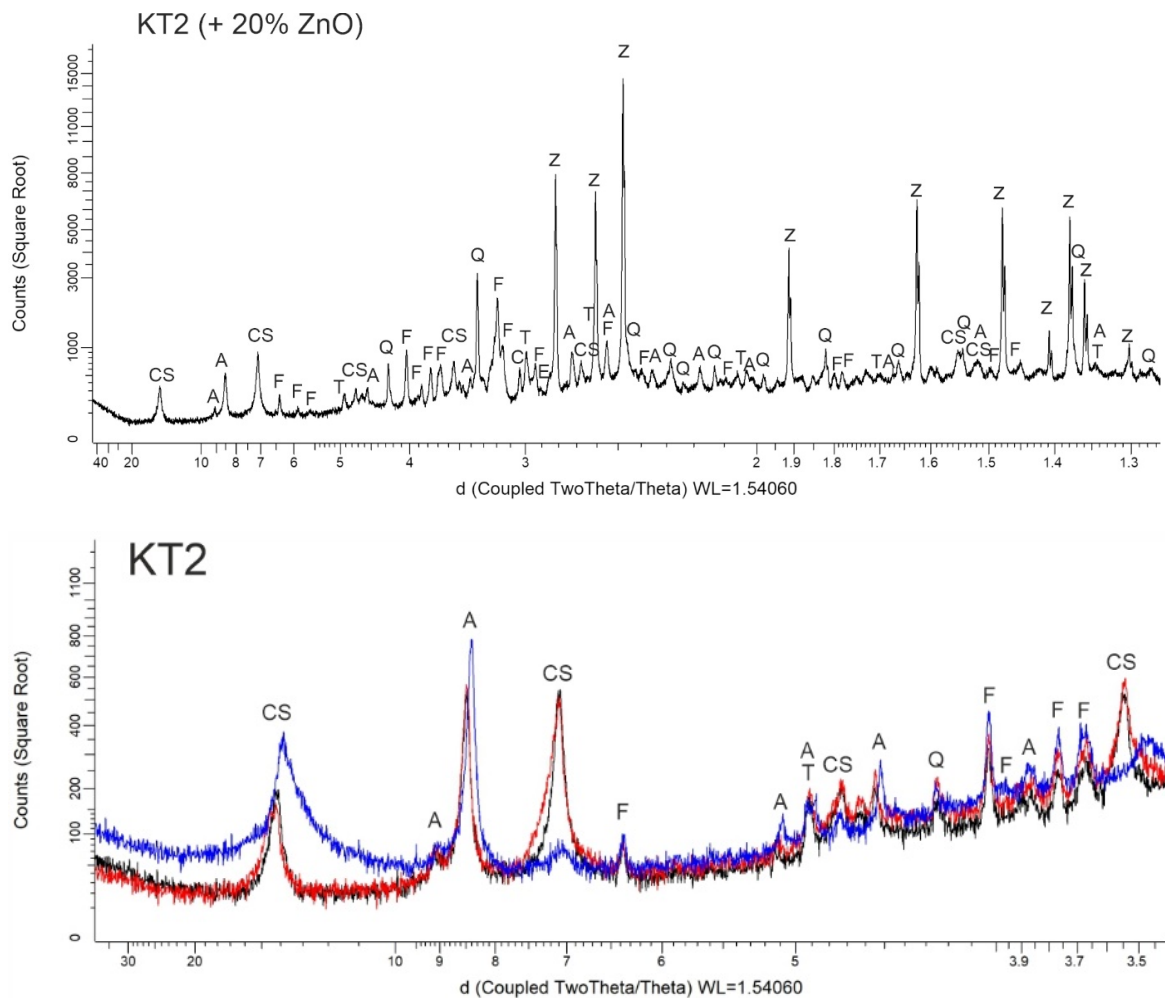 KT2 (+ 20% ZnO)
Counts (Square Root)
15000
11000
8000
5000
3000
1000
0
CS
A
A
CS
F
F
F
T
CS
A
Q
F
F
F
F
CS
A
Q
F
F
C
T
F
E
A
CS
Z
T
Z
A
F
Z
Q
F
A
Q
Q
A
Q
F
T
A
Q
Z
Q
F
F
T
A
Q
Z
CS
Q
A
CS
F
Z
F
Z
Z
Q
Z
A
T
Z
Q
40 20 10 9 8 7 6 5 4 3 2 1.9 1.8 1.7 1.6 1.5 1.4 1.3
d (Coupled TwoTheta/Theta) WL=1.54060
KT2
Counts (Square Root)
1100
800
600
400
200
100
0
CS
A
A
CS
F
A
A
T
CS
A
Q
F
F
A
F
F
CS
30 20 10 9 8 7 6 5 3.9 3.7 3.5
d (Coupled TwoTheta/Theta) WL=1.54060